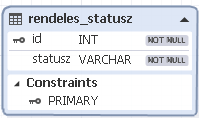 rendeles_statusz
id INT NOT NULL
statusz VARCHAR NOT NULL
Constraints
PRIMARY